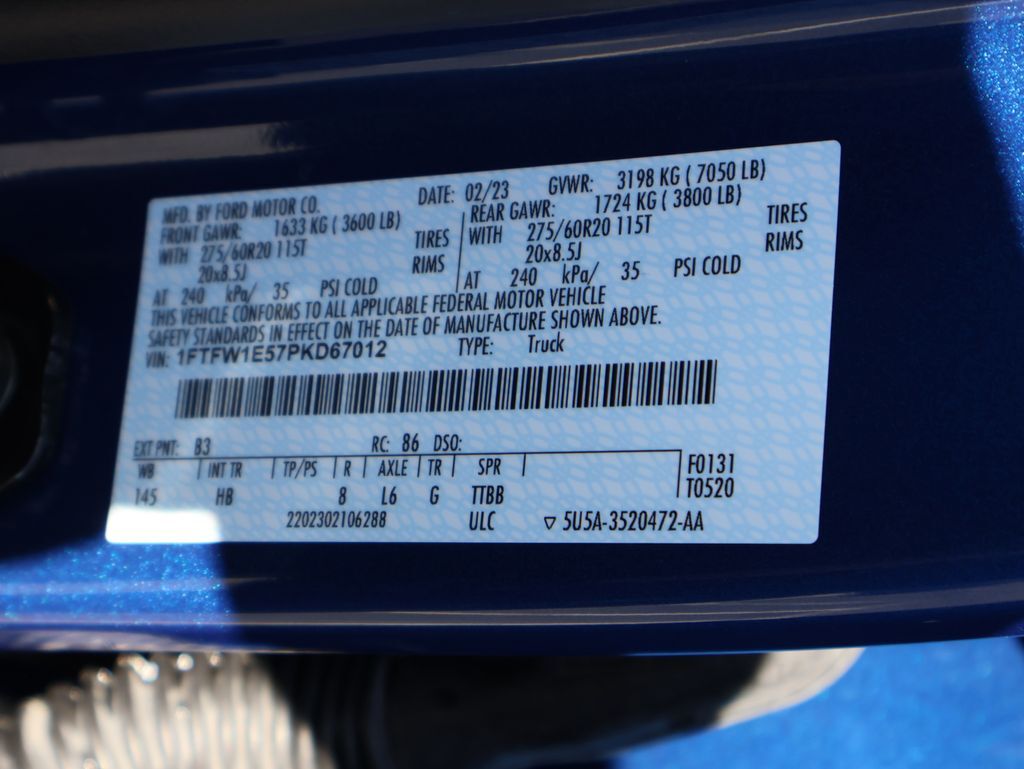 MFD. BY FORD MOTOR CO. DATE: 02/23 GVWR: 3198 KG ( 7050 LB)
FRONT GAWR: 1633 KG ( 3600 LB) REAR GAWR: 1724 KG ( 3800 LB)
WITH 275/60R20 115T TIRES WITH 275/60R20 115T TIRES
20x8.5J RIMS 20x8.5J RIMS
AT 240 kPa/ 35 PSI COLD AT 240 kPa/ 35 PSI COLD
THIS VEHICLE CONFORMS TO ALL APPLICABLE FEDERAL MOTOR VEHICLE
SAFETY STANDARDS IN EFFECT ON THE DATE OF MANUFACTURE SHOWN ABOVE.
VIN: 1FTFW1E57PKD67012 TYPE: Truck
EXT PNT: B3 RC: 86 DSO:
WB INT TR TP/PS R AXLE TR SPR F0131
145 HB 8 L6 G TTBB T0520
2202302106288 ULC ▽ 5U5A-3520472-AA